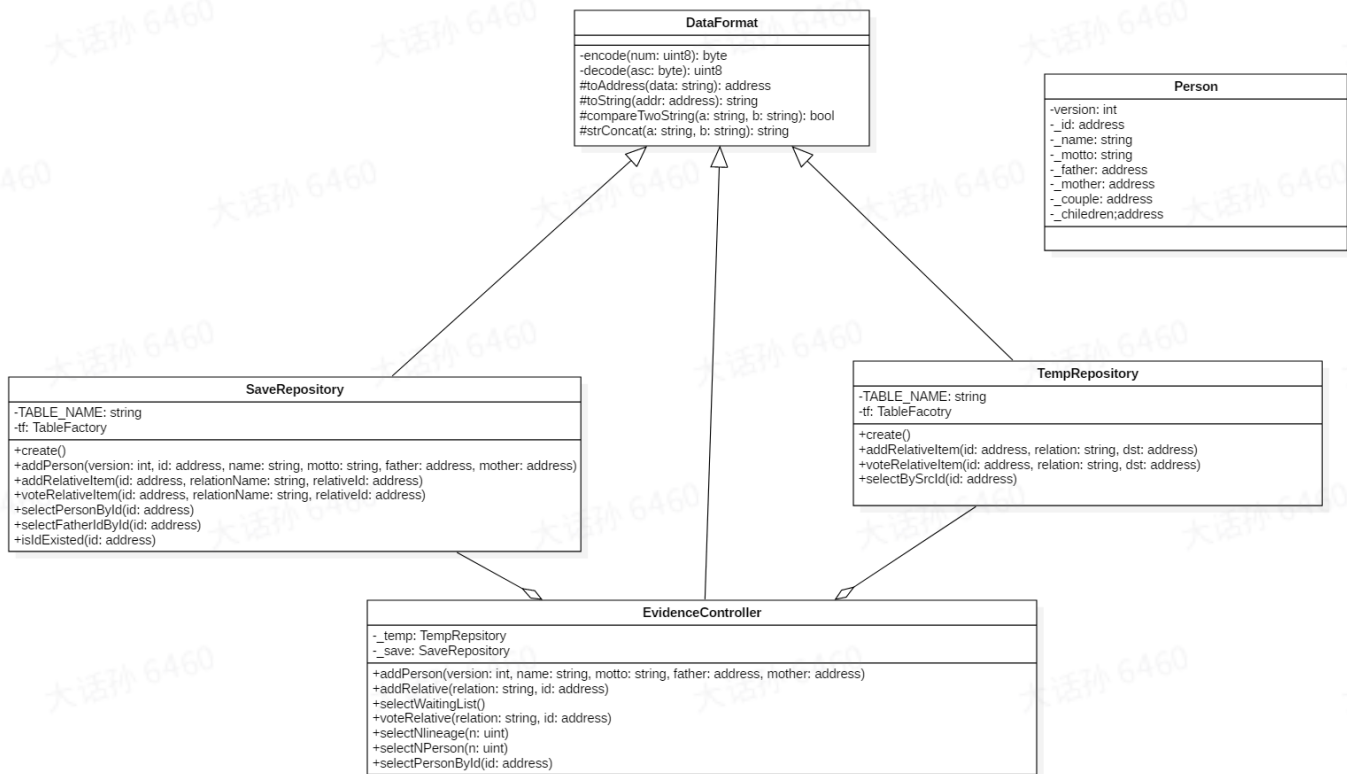 DataFormat
-encode(num: uint8): byte
-decode(asc: byte): uint8
#toAddress(data: string): address
#toString(addr: address): string
#compareTwoString(a: string, b: string): bool
#strConcat(a: string, b: string): string
Person
-version: int
-_id: address
-_name: string
-_motto: string
-_father: address
-_mother: address
-_couple: address
-_chiledren;address
SaveRepository
-TABLE_NAME: string
-tf: TableFactory
+create()
+addPerson(version: int, id: address, name: string, motto: string, father: address, mother: address)
+addRelativeItem(id: address, relationName: string, relativeId: address)
+voteRelativeItem(id: address, relationName: string, relativeId: address)
+selectPersonById(id: address)
+selectFatherIdById(id: address)
+isIdExisted(id: address)
TempRepository
-TABLE_NAME: string
-tf: TableFacotry
+create()
+addRelativeItem(id: address, relation: string, dst: address)
+voteRelativeItem(id: address, relation: string, dst: address)
+selectBySrcId(id: address)
EvidenceController
-_temp: TempRepsitory
-_save: SaveRepository
+addPerson(version: int, name: string, motto: string, father: address, mother: address)
+addRelative(relation: string, id: address)
+selectWaitingList()
+voteRelative(relation: string, id: address)
+selectNlineage(n: uint)
+selectNPerson(n: uint)
+selectPersonById(id: address)
大话孙 6460